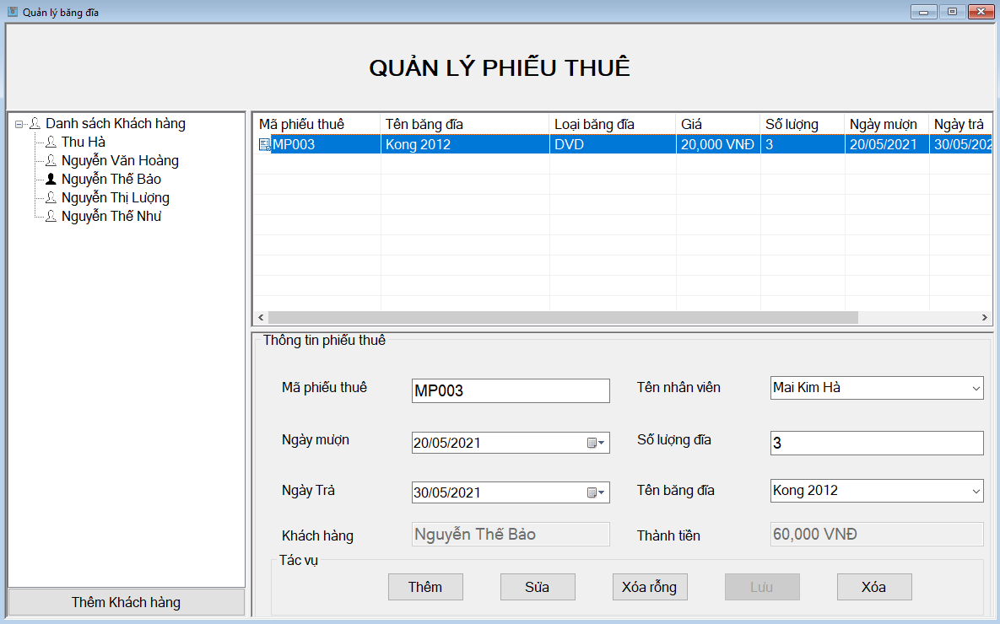 Quản lý băng đĩa
QUẢN LÝ PHIẾU THUÊ
Danh sách Khách hàng
Thu Hà
Nguyễn Văn Hoàng
Nguyễn Thế Bảo
Nguyễn Thị Lượng
Nguyễn Thế Như
Thêm Khách hàng
Mã phiếu thuê Tên băng đĩa Loại băng đĩa Giá Số lượng Ngày mượn Ngày trả
MP003 Kong 2012 DVD 20,000 VNĐ 3 20/05/2021 30/05/202
Thông tin phiếu thuê
Mã phiếu thuê MP003 Tên nhân viên Mai Kim Hà
Ngày mượn 20/05/2021 Số lượng đĩa 3
Ngày Trả 30/05/2021 Tên băng đĩa Kong 2012
Khách hàng Nguyễn Thế Bảo Thành tiền 60,000 VNĐ
Tác vụ
Thêm Sửa Xóa rỗng Lưu Xóa